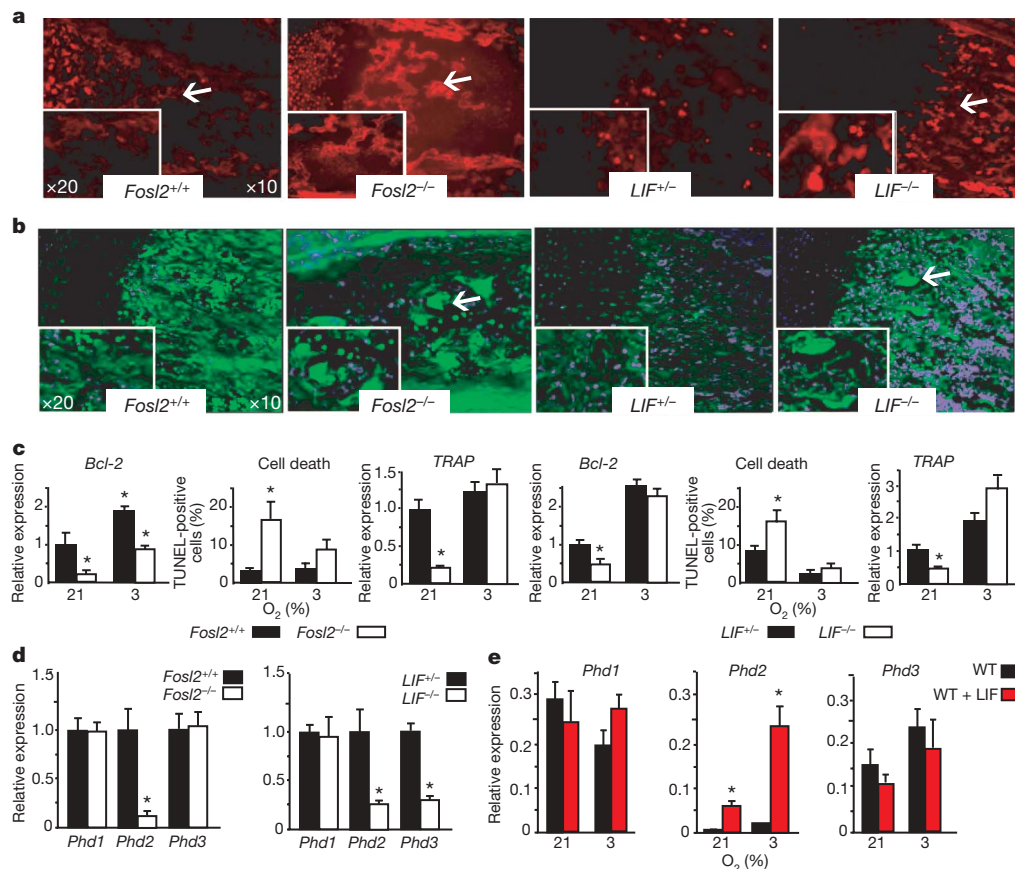 a
×20 Fosl2+/+ ×10 Fosl2–/– LIF+/– LIF–/–
b
×20 Fosl2+/+ ×10 Fosl2–/– LIF+/– LIF–/–
c
Bcl-2 Cell death TRAP Bcl-2 Cell death TRAP
Relative expression
2
1
0
* * *
21 3
TUNEL-positive
cells (%)
20
10
0
*
21 3
O2 (%)
Relative expression
1.5
1.0
0.5
0
*
21 3
Fosl2+/+ Fosl2–/–
Relative expression
2
1
0
*
21 3
TUNEL-positive
cells (%)
20
10
0
*
21 3
O2 (%)
Relative expression
3
2
1
0
*
21 3
LIF+/– LIF–/–
d
Relative expression
1.5
1.0
0.5
0
Fosl2+/+
Fosl2–/–
*
Phd1 Phd2 Phd3
1.5
1.0
0.5
0
LIF+/–
LIF–/–
* *
Phd1 Phd2 Phd3
e
Phd1 Phd2 Phd3
WT
WT + LIF
Relative expression
0.3
0.2
0.1
0
21 3
0.3
0.2
0.1
0
* *
21 3
O2 (%)
0.3
0.2
0.1
0
21 3